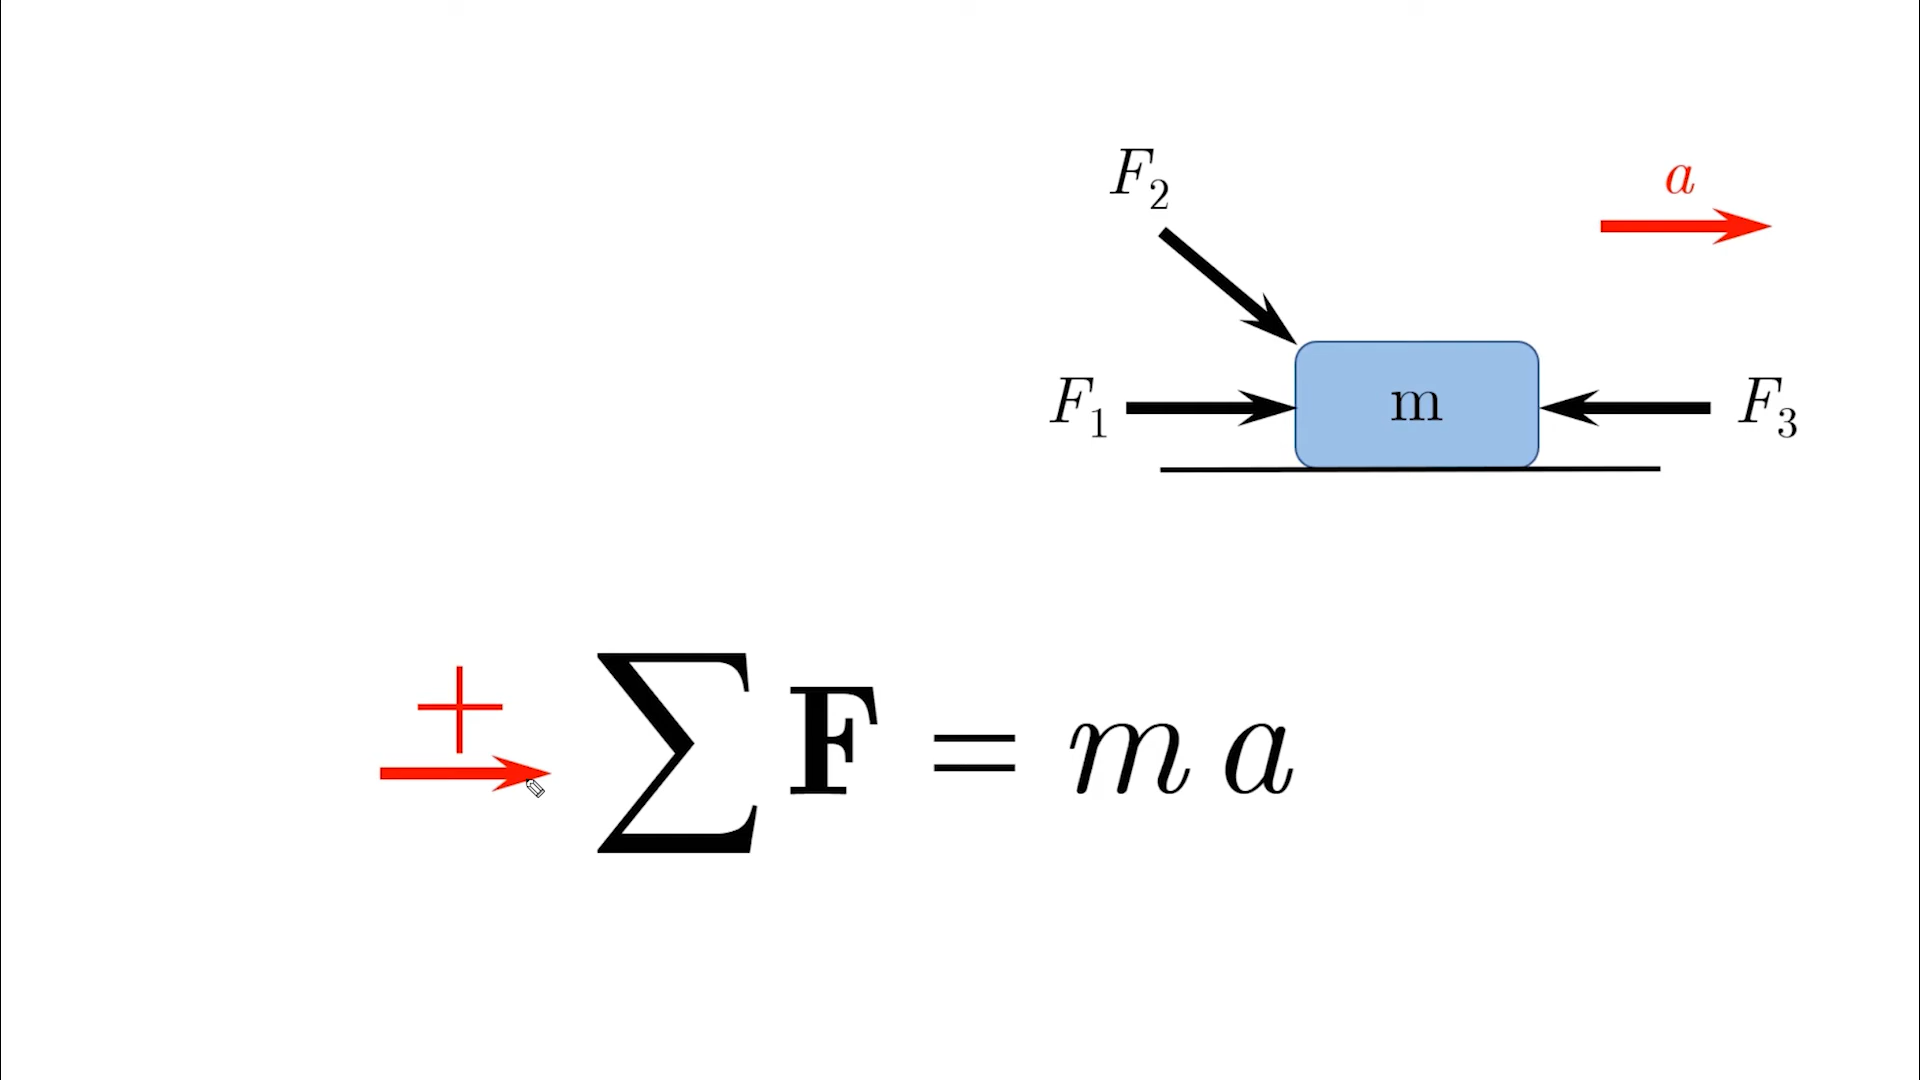 F₂
a
F₁
m
F₃
+
∑ F = m a